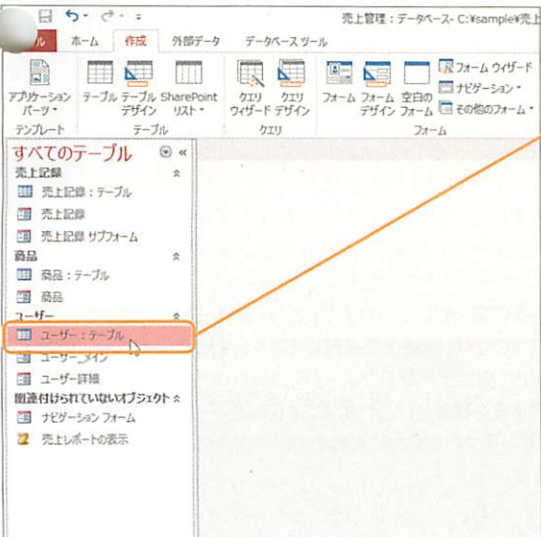 売上管理：データベース- C:¥sample¥売上
ル ホーム 作成 外部データ データベース ツール
アプリケーション パーツ テーブル テーブル デザイン SharePoint リスト クエリ ウィザード クエリ デザイン フォーム フォーム デザイン 空白の フォーム フォーム ウィザード
ナビゲーション
その他のフォーム
テンプレート テーブル クエリ フォーム
すべてのテーブル
売上記録
売上記録：テーブル
売上記録
売上記録 サブフォーム
商品
商品：テーブル
商品
ユーザー
ユーザー：テーブル
ユーザー_メイン
ユーザー詳細
関連付けられていないオブジェクト
ナビゲーション フォーム
売上レポートの表示